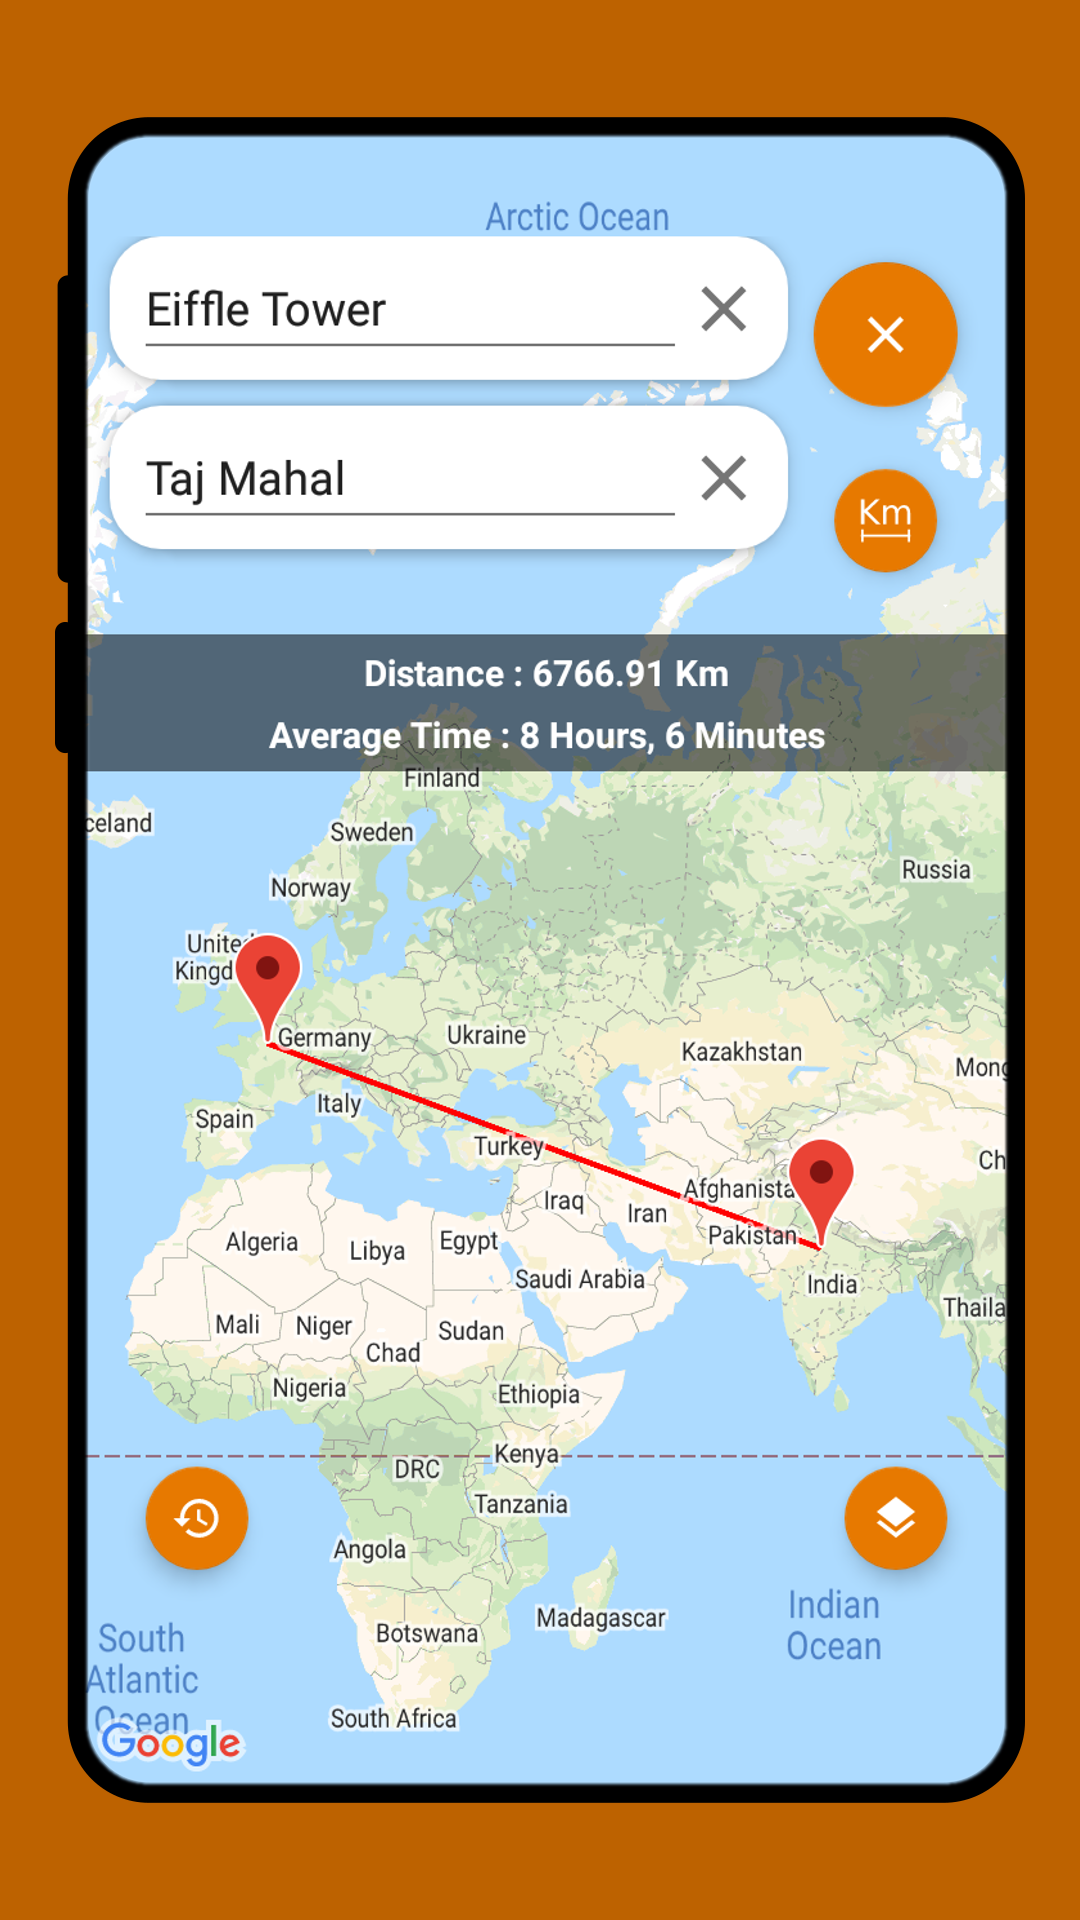 Arctic Ocean
Eiffle Tower
Taj Mahal
Km
Distance : 6766.91 Km
Average Time : 8 Hours, 6 Minutes
Finland
celand
Sweden
Russia
Norway
United
Kingd
Germany
Ukraine
Kazakhstan
Mong
Italy
Spain
Turkey
Ch
Afghanista
Iraq
Iran
Pakistan
Algeria
Libya
Egypt
Saudi Arabia
India
Thaila
Mali
Niger
Sudan
Chad
Nigeria
Ethiopia
Kenya
DRC
Tanzania
Angola
Madagascar
Indian
Ocean
Botswana
South
Atlantic
Ocean
South Africa
Google